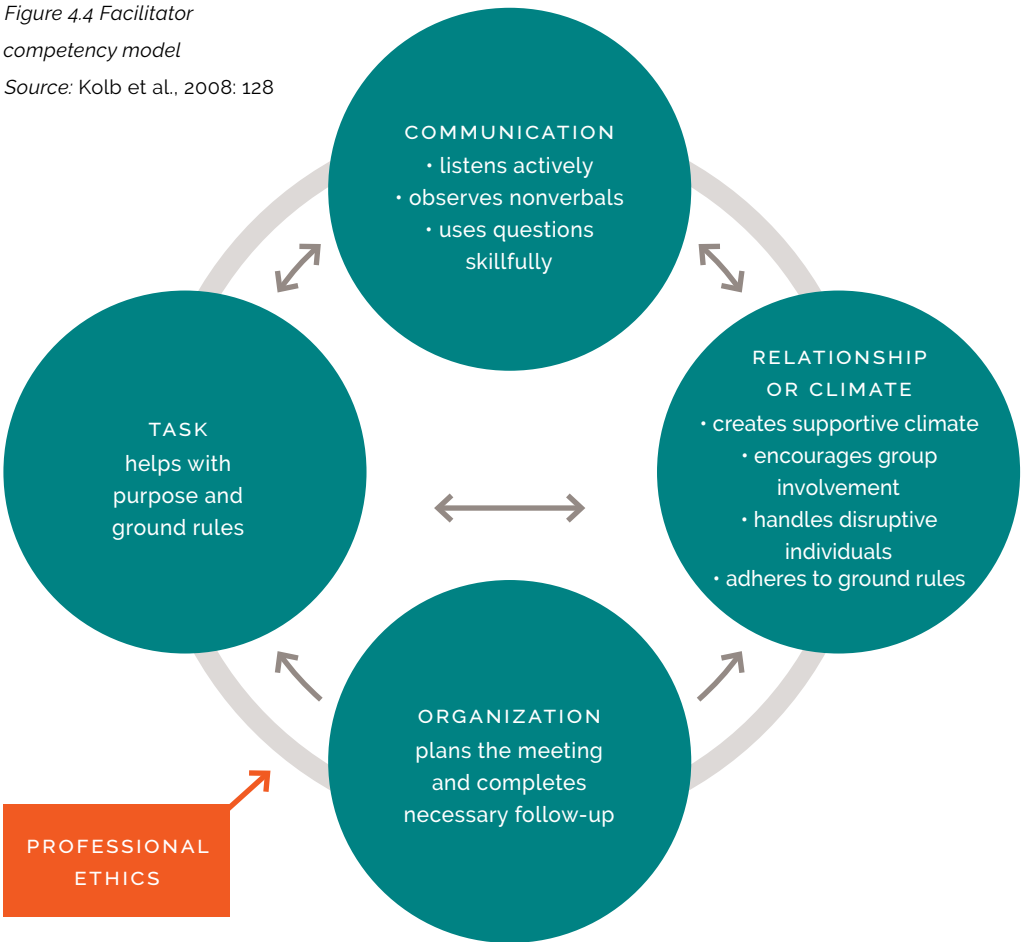 Figure 4.4 Facilitator
competency model
Source: Kolb et al., 2008: 128
COMMUNICATION
• listens actively
• observes nonverbals
• uses questions
skillfully
TASK
helps with
purpose and
ground rules
RELATIONSHIP
OR CLIMATE
• creates supportive climate
• encourages group
involvement
• handles disruptive
individuals
• adheres to ground rules
ORGANIZATION
plans the meeting
and completes
necessary follow-up
PROFESSIONAL
ETHICS